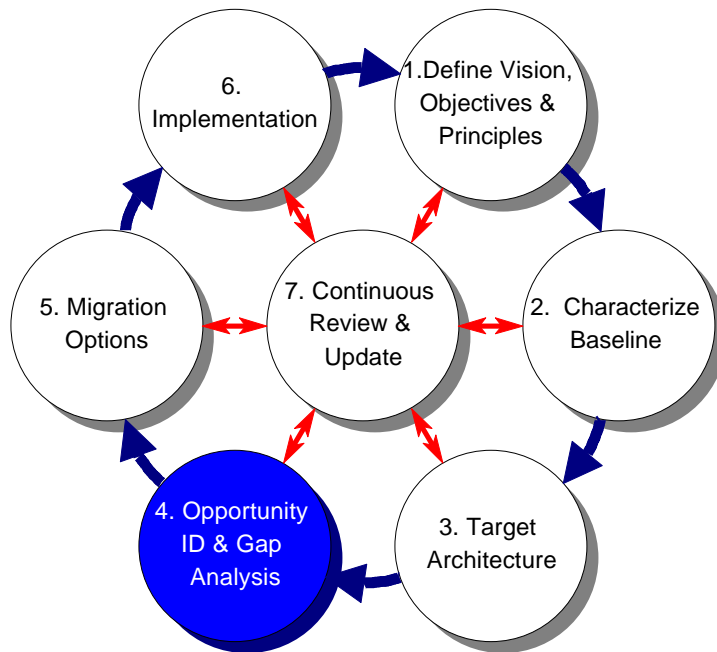 1.Define Vision,
Objectives &
Principles
2. Characterize
Baseline
3. Target
Architecture
4. Opportunity
ID & Gap
Analysis
5. Migration
Options
6.
Implementation
7. Continuous
Review &
Update